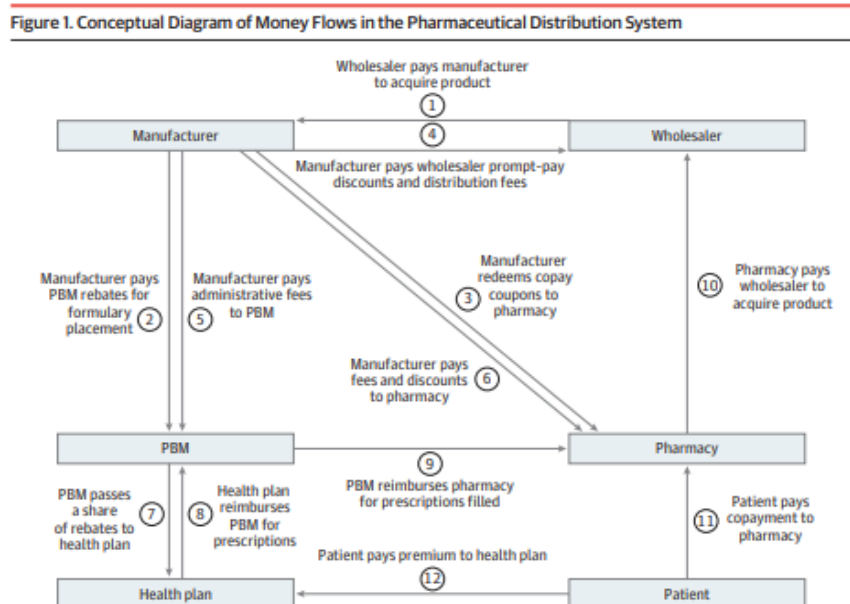 Figure 1. Conceptual Diagram of Money Flows in the Pharmaceutical Distribution System
Wholesaler pays manufacturer
to acquire product
1
Manufacturer
4
Wholesaler
Manufacturer pays wholesaler prompt-pay
discounts and distribution fees
Manufacturer pays
PBM rebates for
formulary
placement
2
Manufacturer pays
administrative fees
to PBM
5
Manufacturer
redeems copay
coupons to
pharmacy
3
Pharmacy pays
wholesaler to
acquire product
10
Manufacturer pays
fees and discounts
to pharmacy
6
PBM
Pharmacy
9
PBM reimburses pharmacy
for prescriptions filled
PBM passes
a share
of rebates to
health plan
7
Health plan
reimburses
PBM for
prescriptions
8
Patient pays
copayment to
pharmacy
11
Patient pays premium to health plan
12
Health plan
Patient